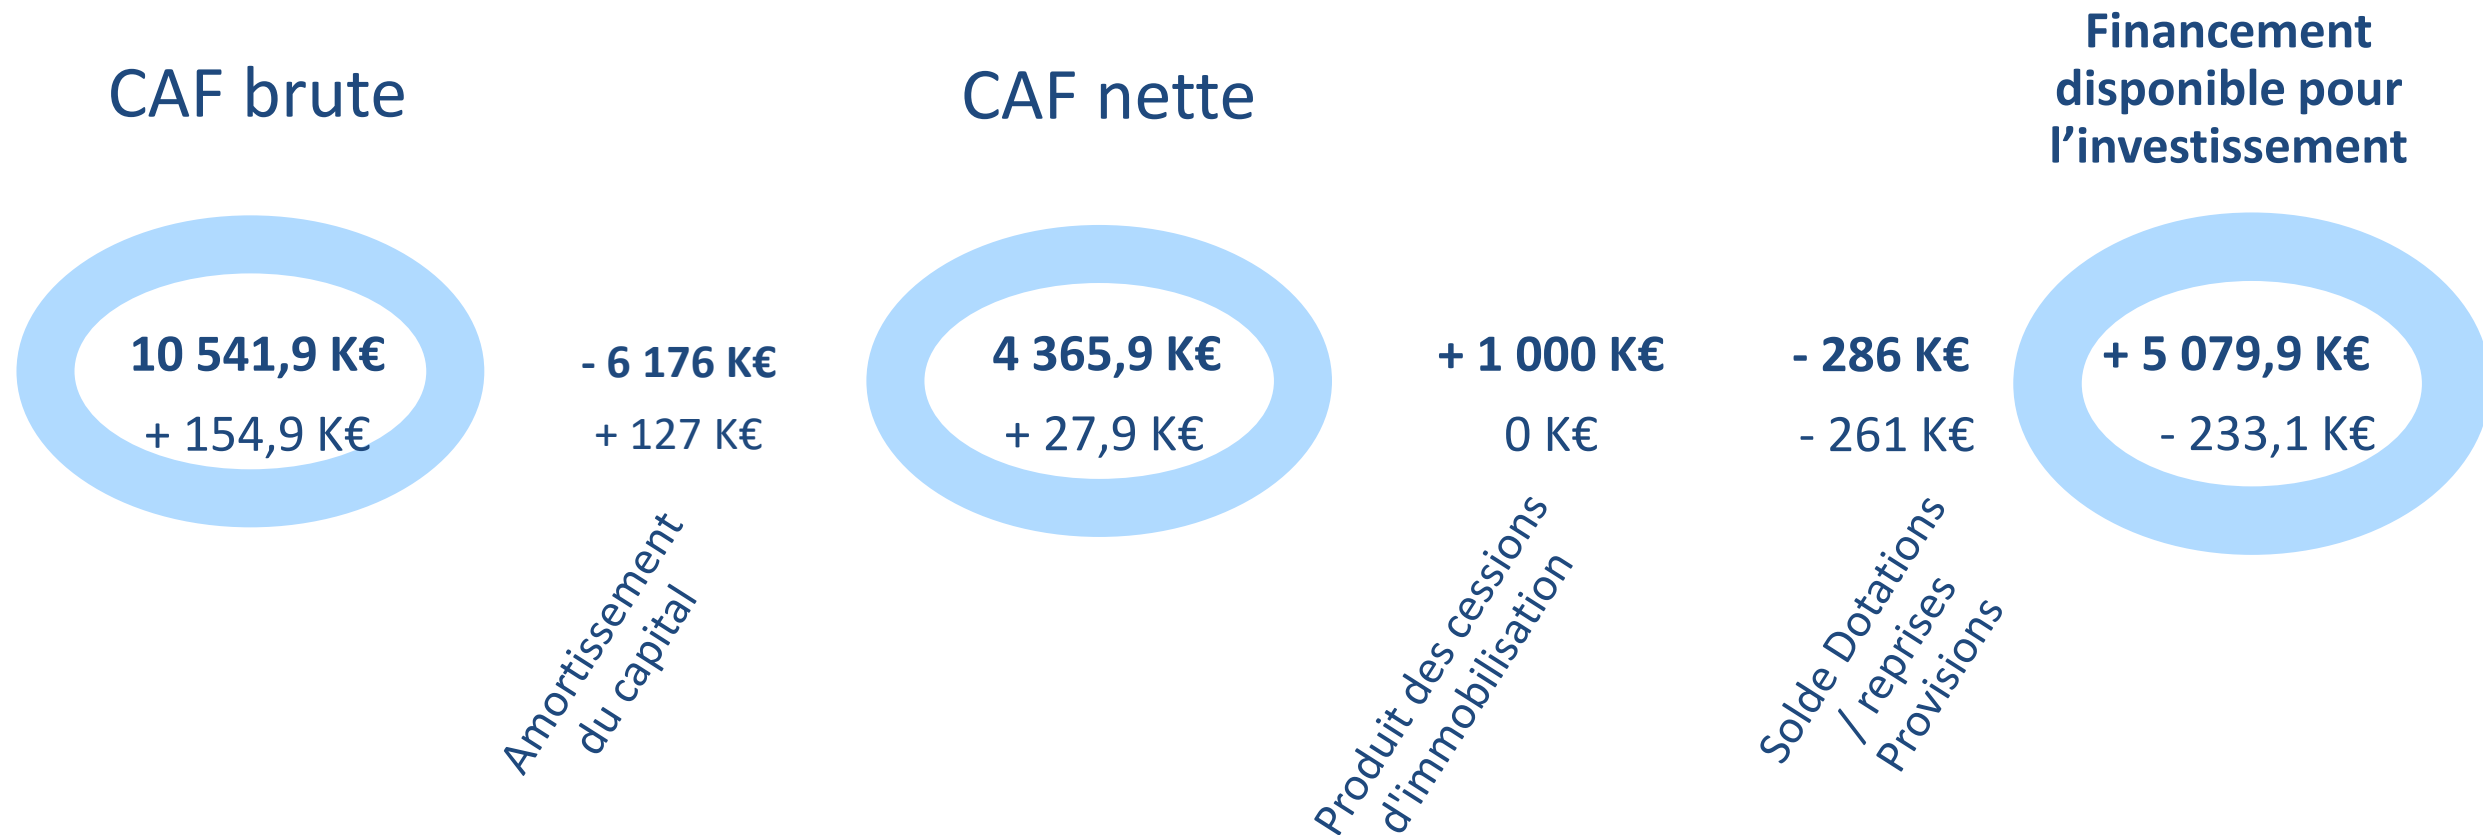 CAF brute
CAF nette
Financement
disponible pour
l’investissement
10 541,9 K€
+ 154,9 K€
- 6 176 K€
+ 127 K€
4 365,9 K€
+ 27,9 K€
+ 1 000 K€
0 K€
- 286 K€
- 261 K€
+ 5 079,9 K€
- 233,1 K€
Amortissement
du capital
Produit des cessions
d'immobilisation
Solde Dotations
/ reprises
Provisions